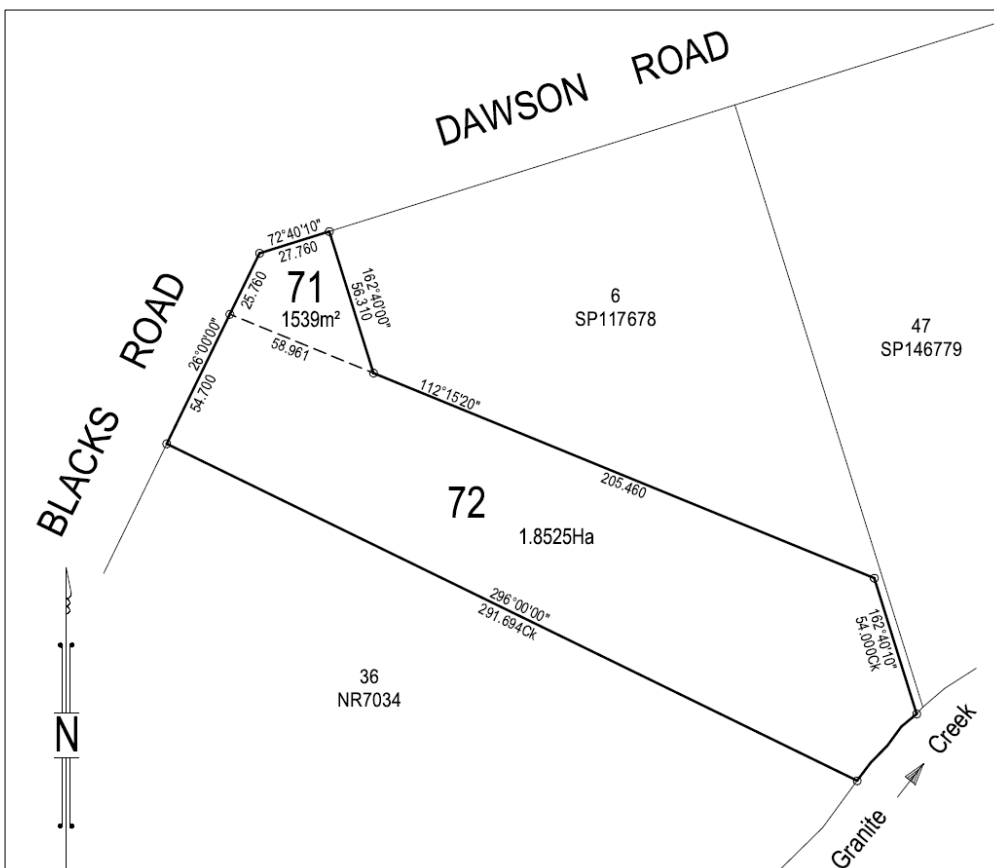 DAWSON ROAD
72°40'10"
27.760
25.760
71
1539m²
162°40'00"
56.310
6
SP117678
47
SP146779
BLACKS ROAD
26°00'00"
54.700
58.961
112°15'20"
205.460
72
1.8525Ha
296°00'00"
291.694Ck
162°40'10"
54.000Ck
36
NR7034
N
Granite Creek